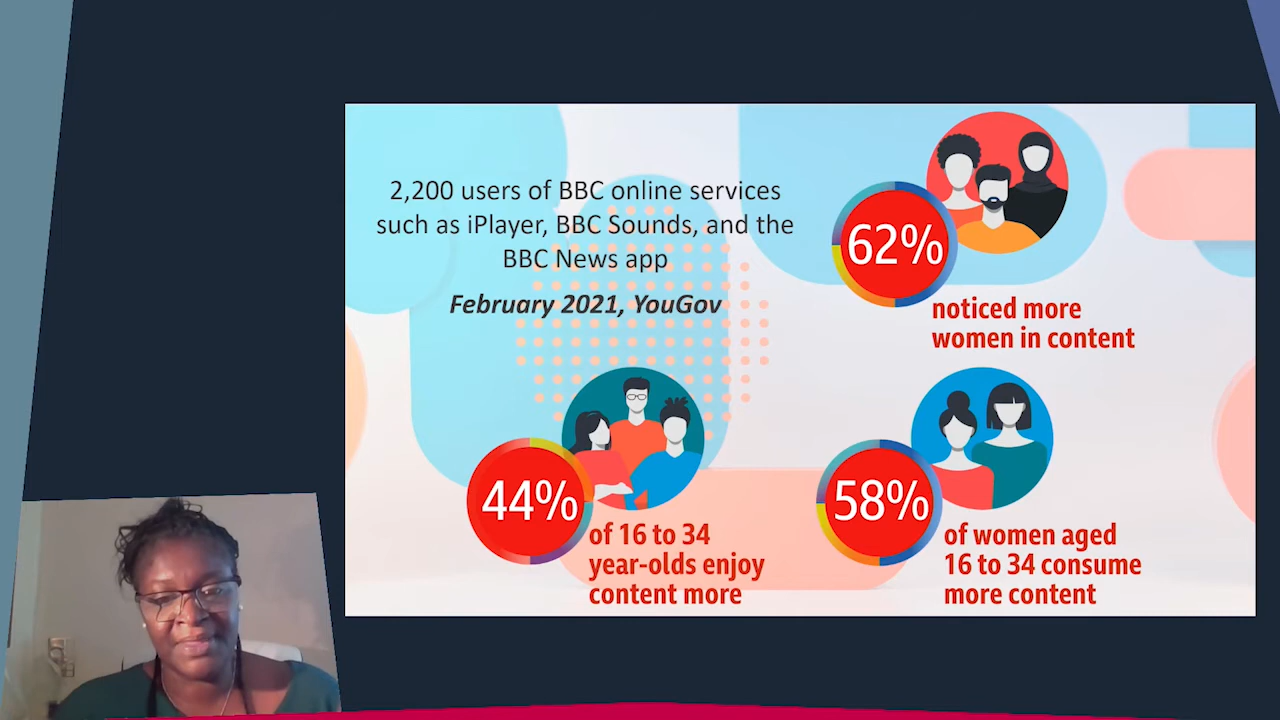 2,200 users of BBC online services
such as iPlayer, BBC Sounds, and the
BBC News app
February 2021, YouGov
62%
noticed more
women in content
44%
of 16 to 34
year-olds enjoy
content more
58%
of women aged
16 to 34 consume
more content